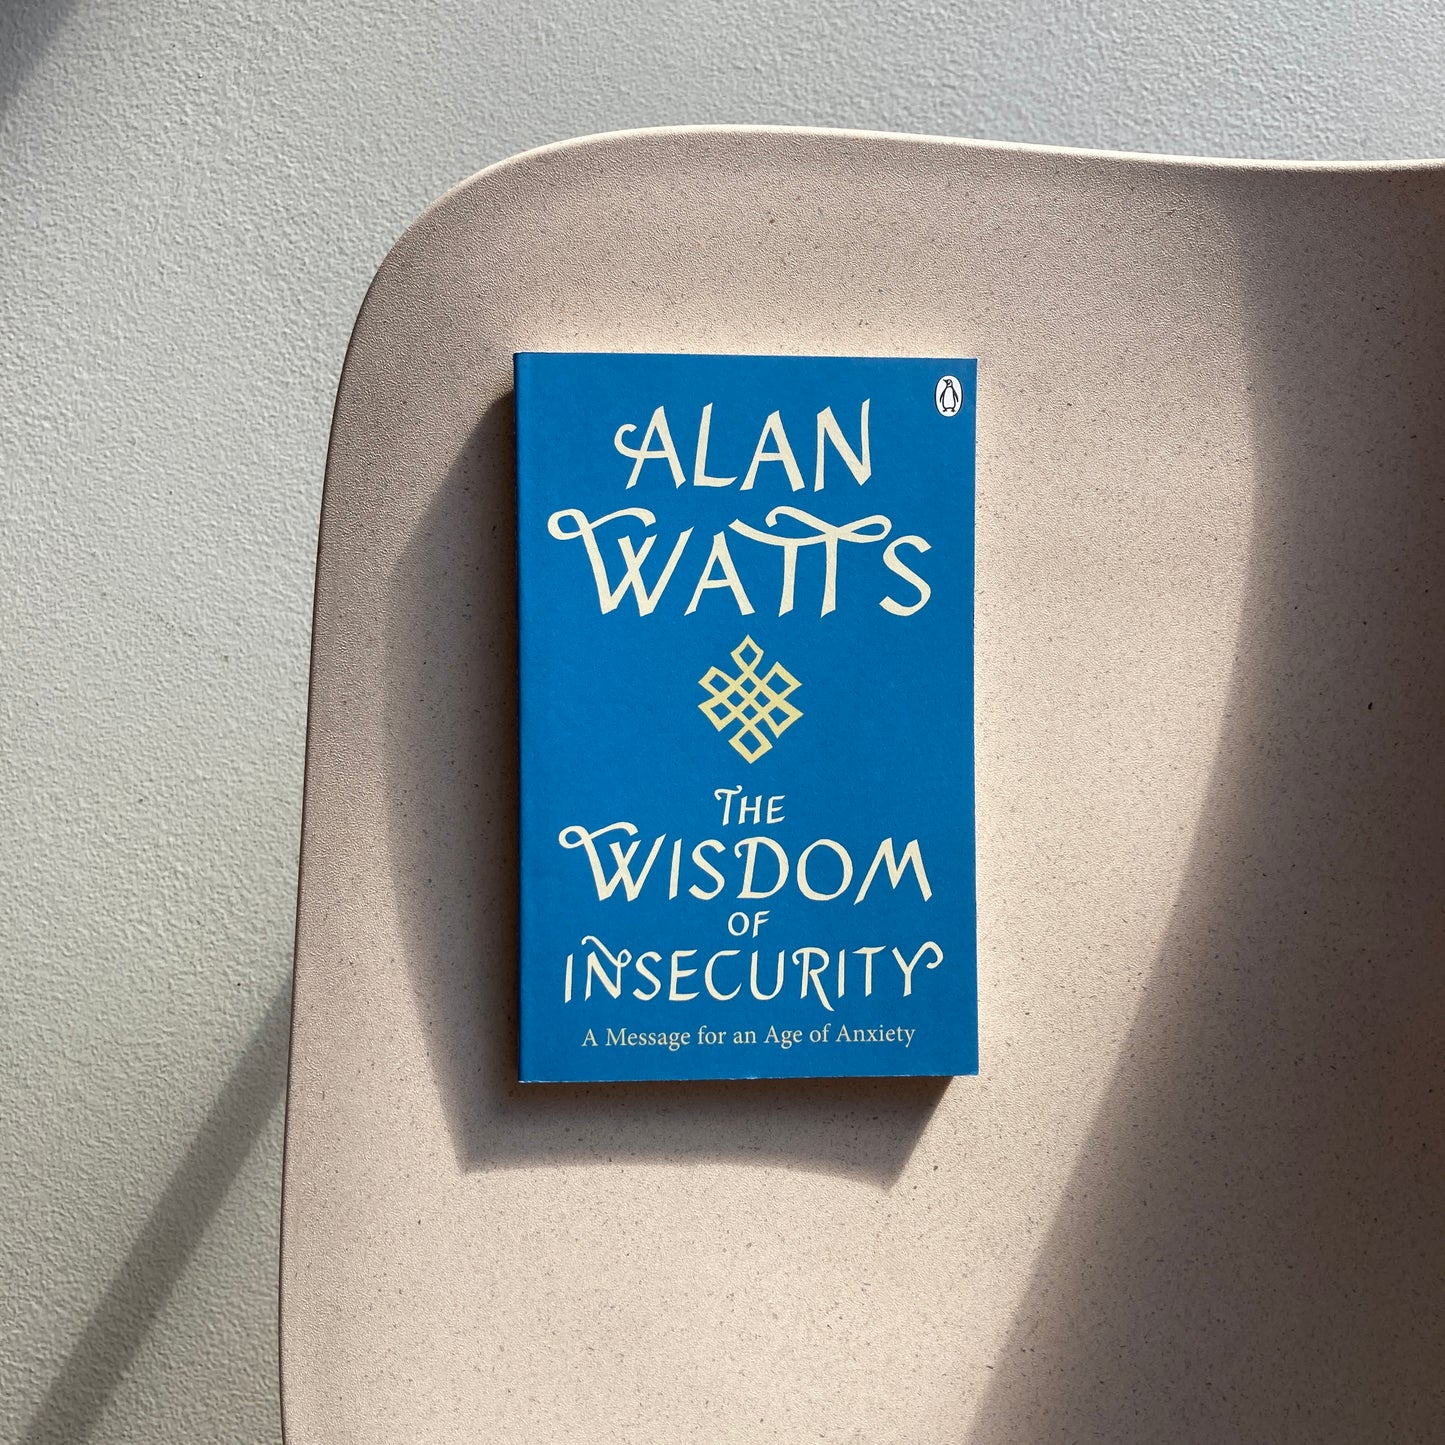 ALAN
WATTS
THE
WISDOM
OF
INSECURITY
A Message for an Age of Anxiety